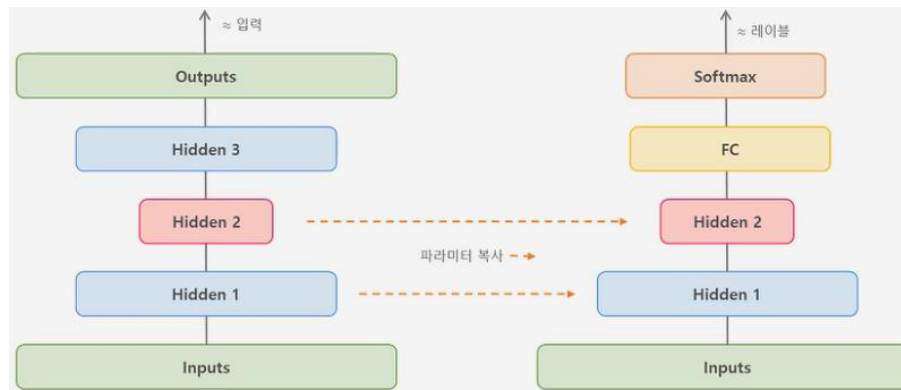 ≈ 입력
Outputs
Hidden 3
Hidden 2
Hidden 1
Inputs
파라미터 복사
≈ 레이블
Softmax
FC
Hidden 2
Hidden 1
Inputs